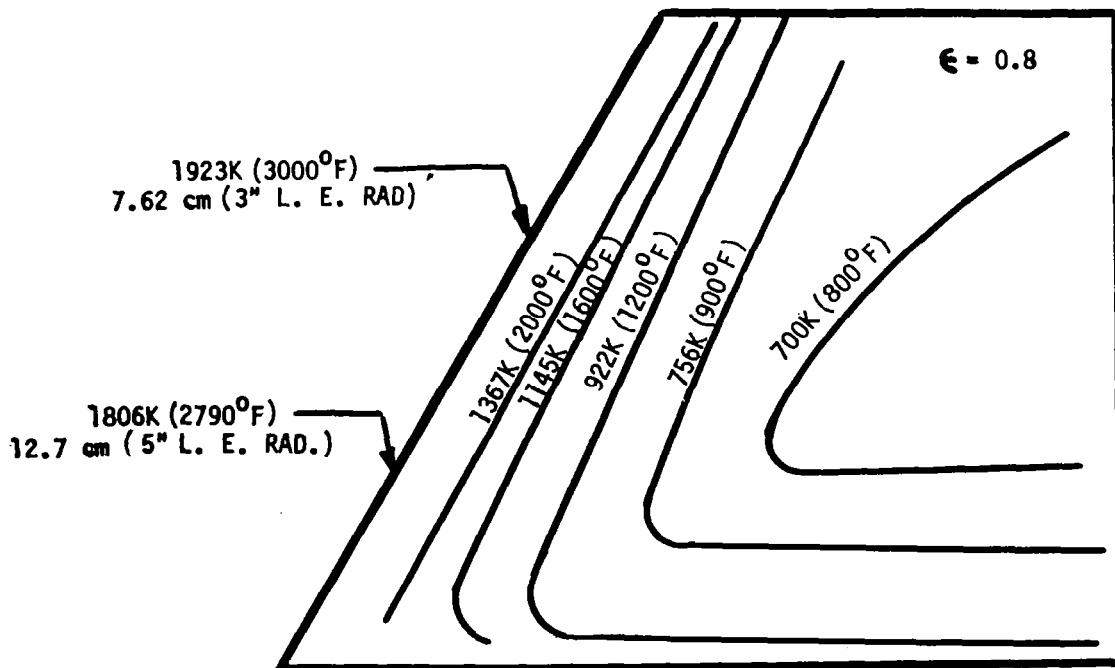 ϵ = 0.8
1923K (3000°F)
7.62 cm (3" L. E. RAD)
1806K (2790°F)
12.7 cm ( 5" L. E. RAD.)
1367K (2000°F)
1145K (1600°F)
922K (1200°F)
756K (900°F)
700K (800°F)